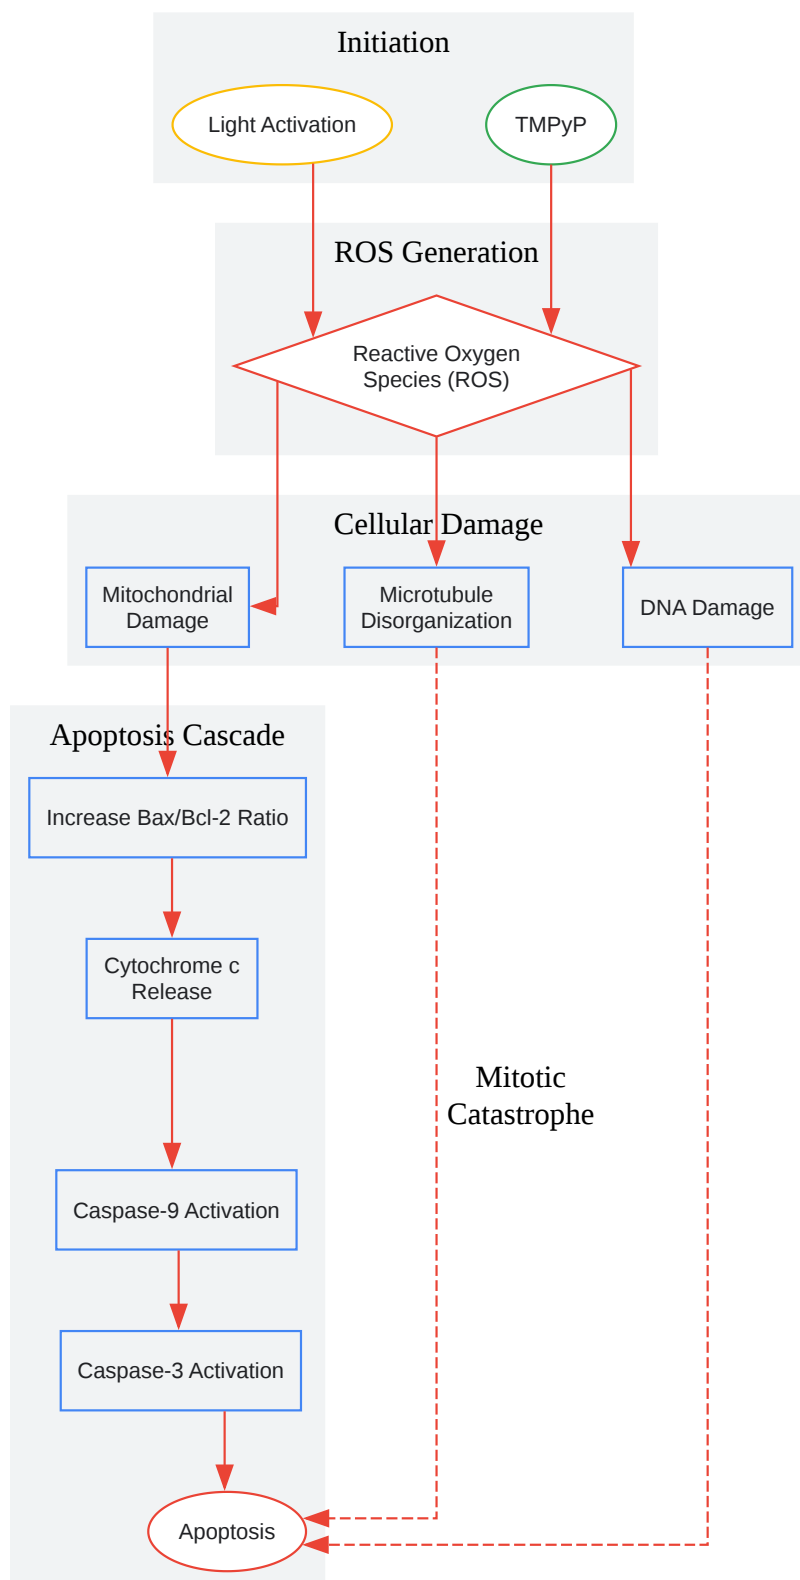 Initiation
Light Activation
TMPyP
ROS Generation
Reactive Oxygen
Species (ROS)
Cellular Damage
Mitochondrial
Damage
Microtubule
Disorganization
DNA Damage
Apoptosis Cascade
Increase Bax/Bcl-2 Ratio
Cytochrome c
Release
Mitotic
Catastrophe
Caspase-9 Activation
Caspase-3 Activation
Apoptosis